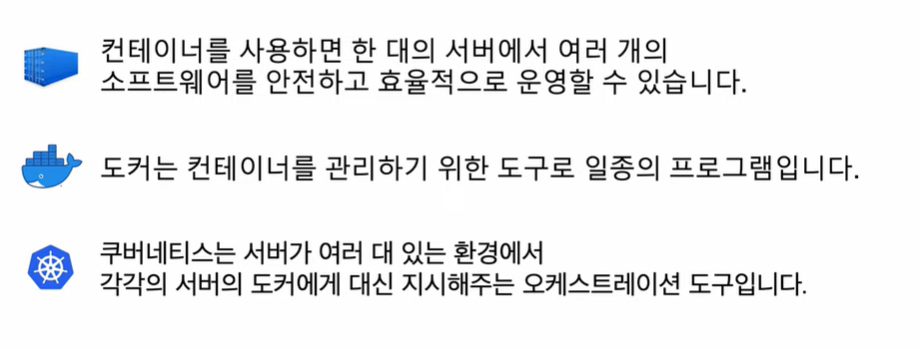 컨테이너를 사용하면 한 대의 서버에서 여러 개의
소프트웨어를 안전하고 효율적으로 운영할 수 있습니다.
도커는 컨테이너를 관리하기 위한 도구로 일종의 프로그램입니다.
쿠버네티스는 서버가 여러 대 있는 환경에서
각각의 서버의 도커에게 대신 지시해주는 오케스트레이션 도구입니다.